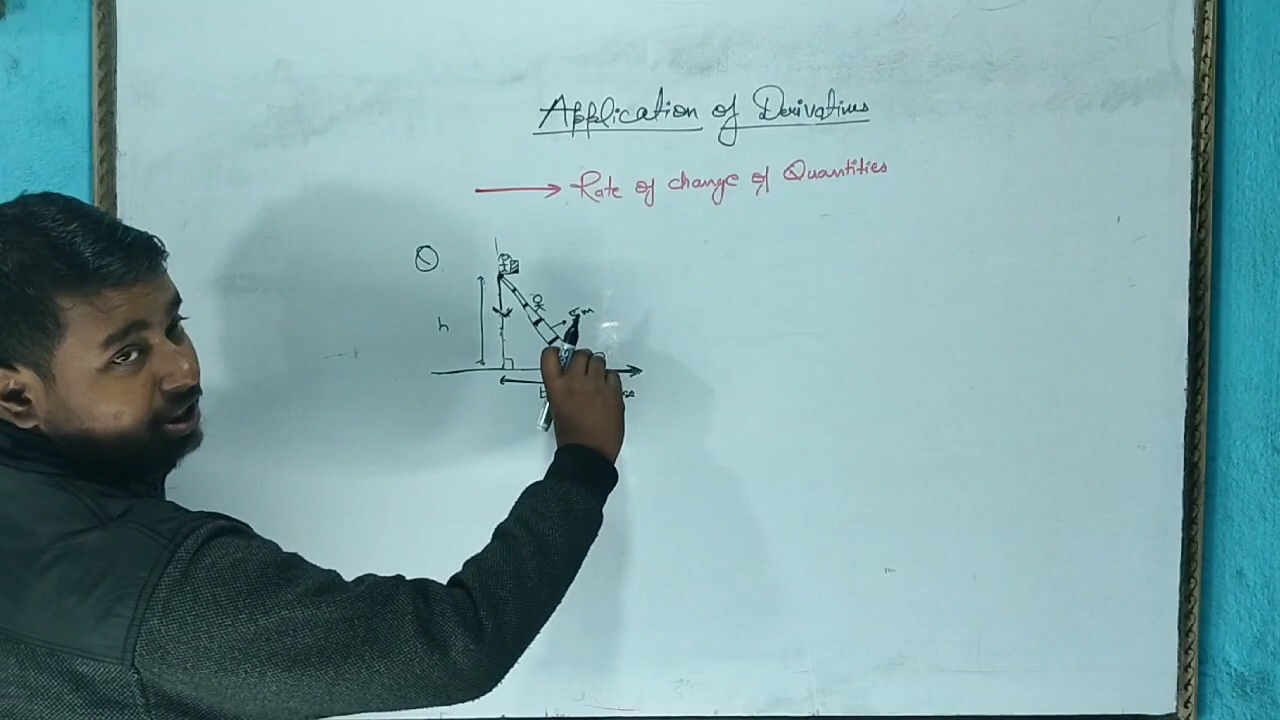 Application of Derivatives
Rate of change of Quantities
h